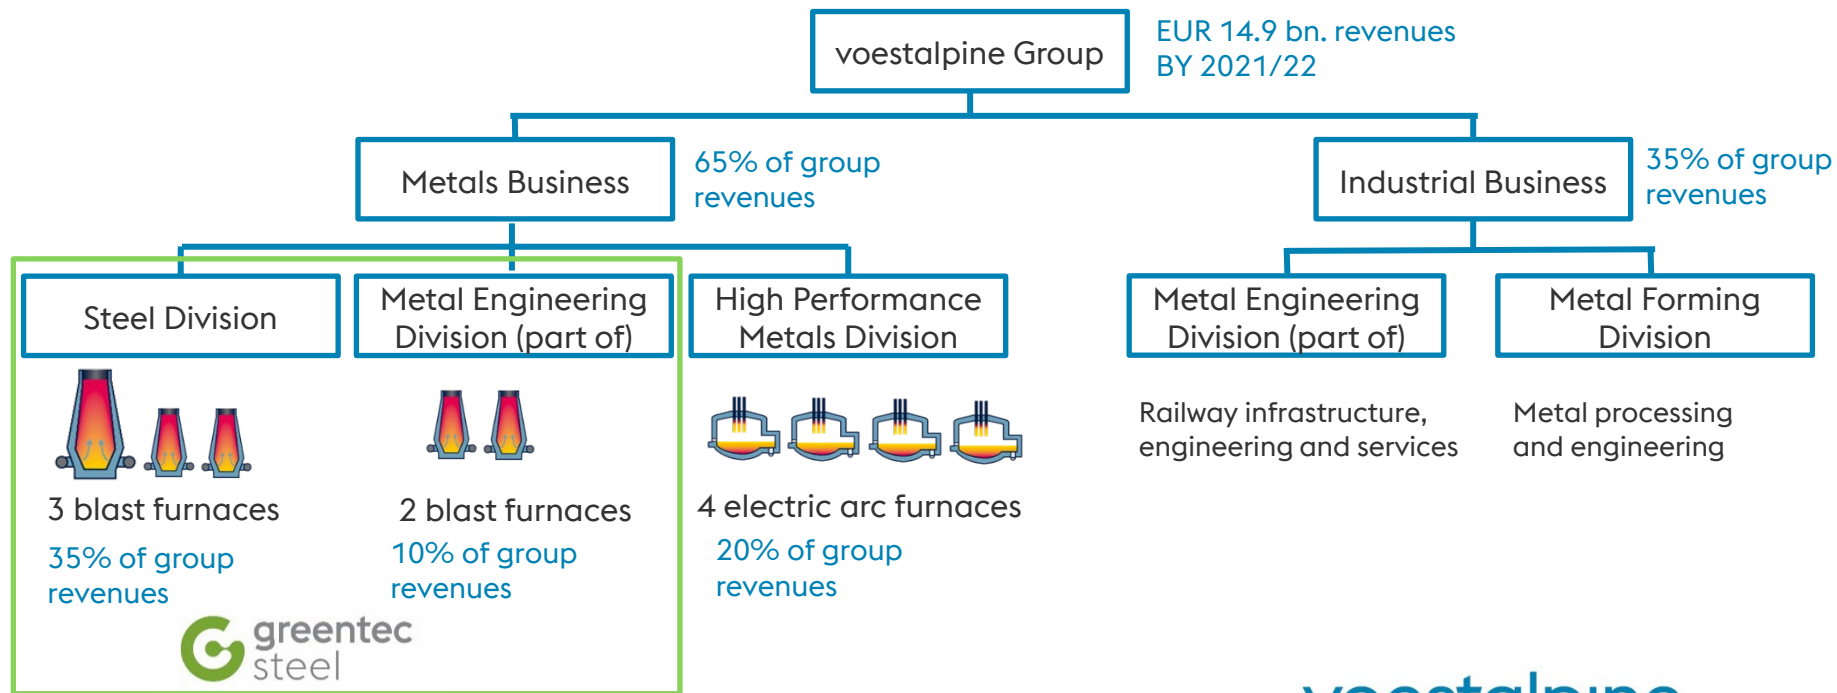 voestalpine Group
EUR 14.9 bn. revenues
BY 2021/22
Metals Business
65% of group
revenues
Industrial Business
35% of group
revenues
Steel Division
Metal Engineering
Division (part of)
High Performance
Metals Division
Metal Engineering
Division (part of)
Metal Forming
Division
3 blast furnaces
35% of group
revenues
2 blast furnaces
10% of group
revenues
4 electric arc furnaces
20% of group
revenues
Railway infrastructure,
engineering and services
Metal processing
and engineering
greentec
steel
voestalpine